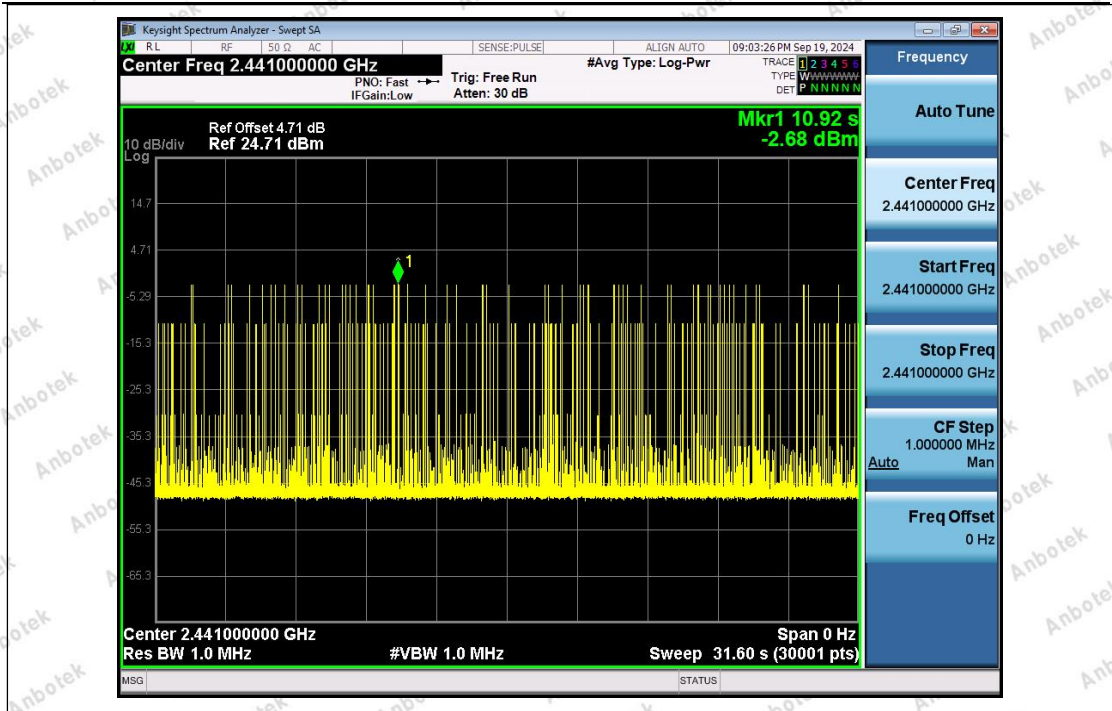 Keysight Spectrum Analyzer - Swept SA
LXI RL RF 50 Ω AC SENSE:PULSE ALIGN AUTO 09:03:26 PM Sep 19, 2024
Center Freq 2.441000000 GHz
PNO: Fast
IFGain:Low
Trig: Free Run
Atten: 30 dB
#Avg Type: Log-Pwr
TRACE 1 2 3 4 5 6
TYPE WWWWWW
DET P N N N N N
Ref Offset 4.71 dB
10 dB/div Ref 24.71 dBm
Log
Mkr1 10.92 s
-2.68 dBm
1
14.7
4.71
-5.29
-15.3
-25.3
-35.3
-45.3
-55.3
-65.3
Center 2.441000000 GHz
Span 0 Hz
Res BW 1.0 MHz
#VBW 1.0 MHz
Sweep 31.60 s (30001 pts)
MSG
STATUS
Frequency
Auto Tune
Center Freq
2.441000000 GHz
Start Freq
2.441000000 GHz
Stop Freq
2.441000000 GHz
CF Step
1.000000 MHz
Auto Man
Freq Offset
0 Hz
Anbotek